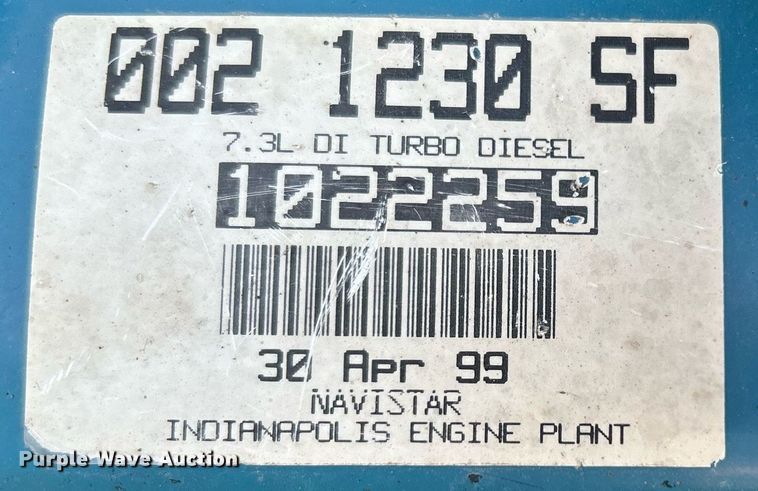 002 1230 SF
7.3L DI TURBO DIESEL
1022259
30 Apr 99
NAVISTAR
INDIANAPOLIS ENGINE PLANT
Purple Wave Auction